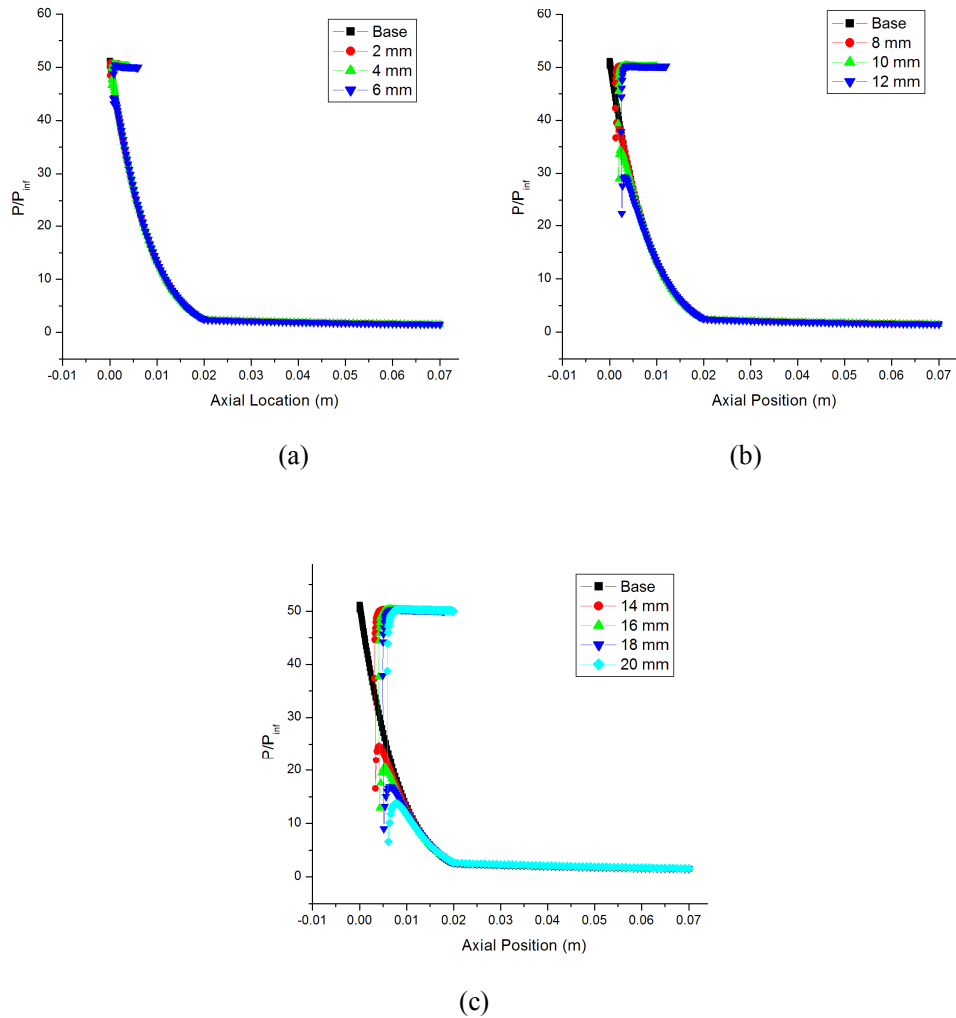 60
50
40
30
20
10
0
P/P_inf
-0.01 0.00 0.01 0.02 0.03 0.04 0.05 0.06 0.07
Axial Location (m)
Base
2 mm
4 mm
6 mm
(a)
60
50
40
30
20
10
0
P/P_inf
-0.01 0.00 0.01 0.02 0.03 0.04 0.05 0.06 0.07
Axial Position (m)
Base
8 mm
10 mm
12 mm
(b)
50
40
30
20
10
0
P/P_inf
-0.01 0.00 0.01 0.02 0.03 0.04 0.05 0.06 0.07
Axial Position (m)
Base
14 mm
16 mm
18 mm
20 mm
(c)